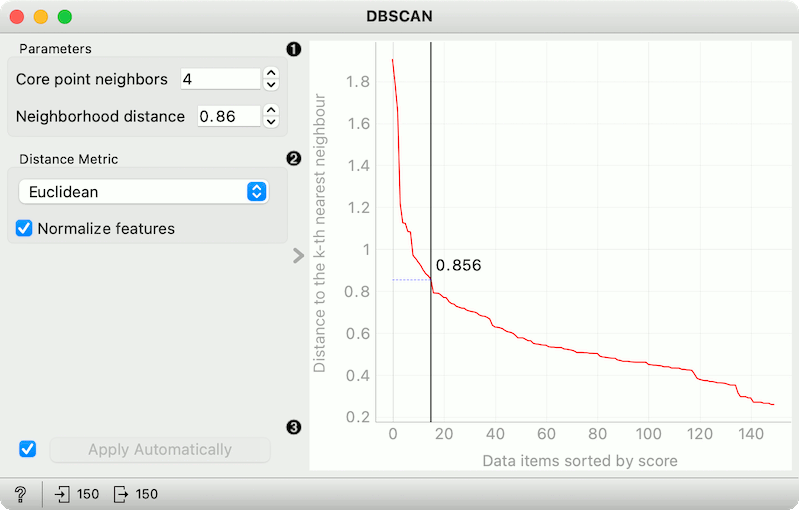 DBSCAN
Parameters
1
Core point neighbors 4
Neighborhood distance 0.86
Distance Metric
2
Euclidean
Normalize features
3
Apply Automatically
? 150 150
Distance to the k-th nearest neighbour
1.8
1.6
1.4
1.2
1
0.8
0.6
0.4
0.2
0.856
0 20 40 60 80 100 120 140
Data items sorted by score